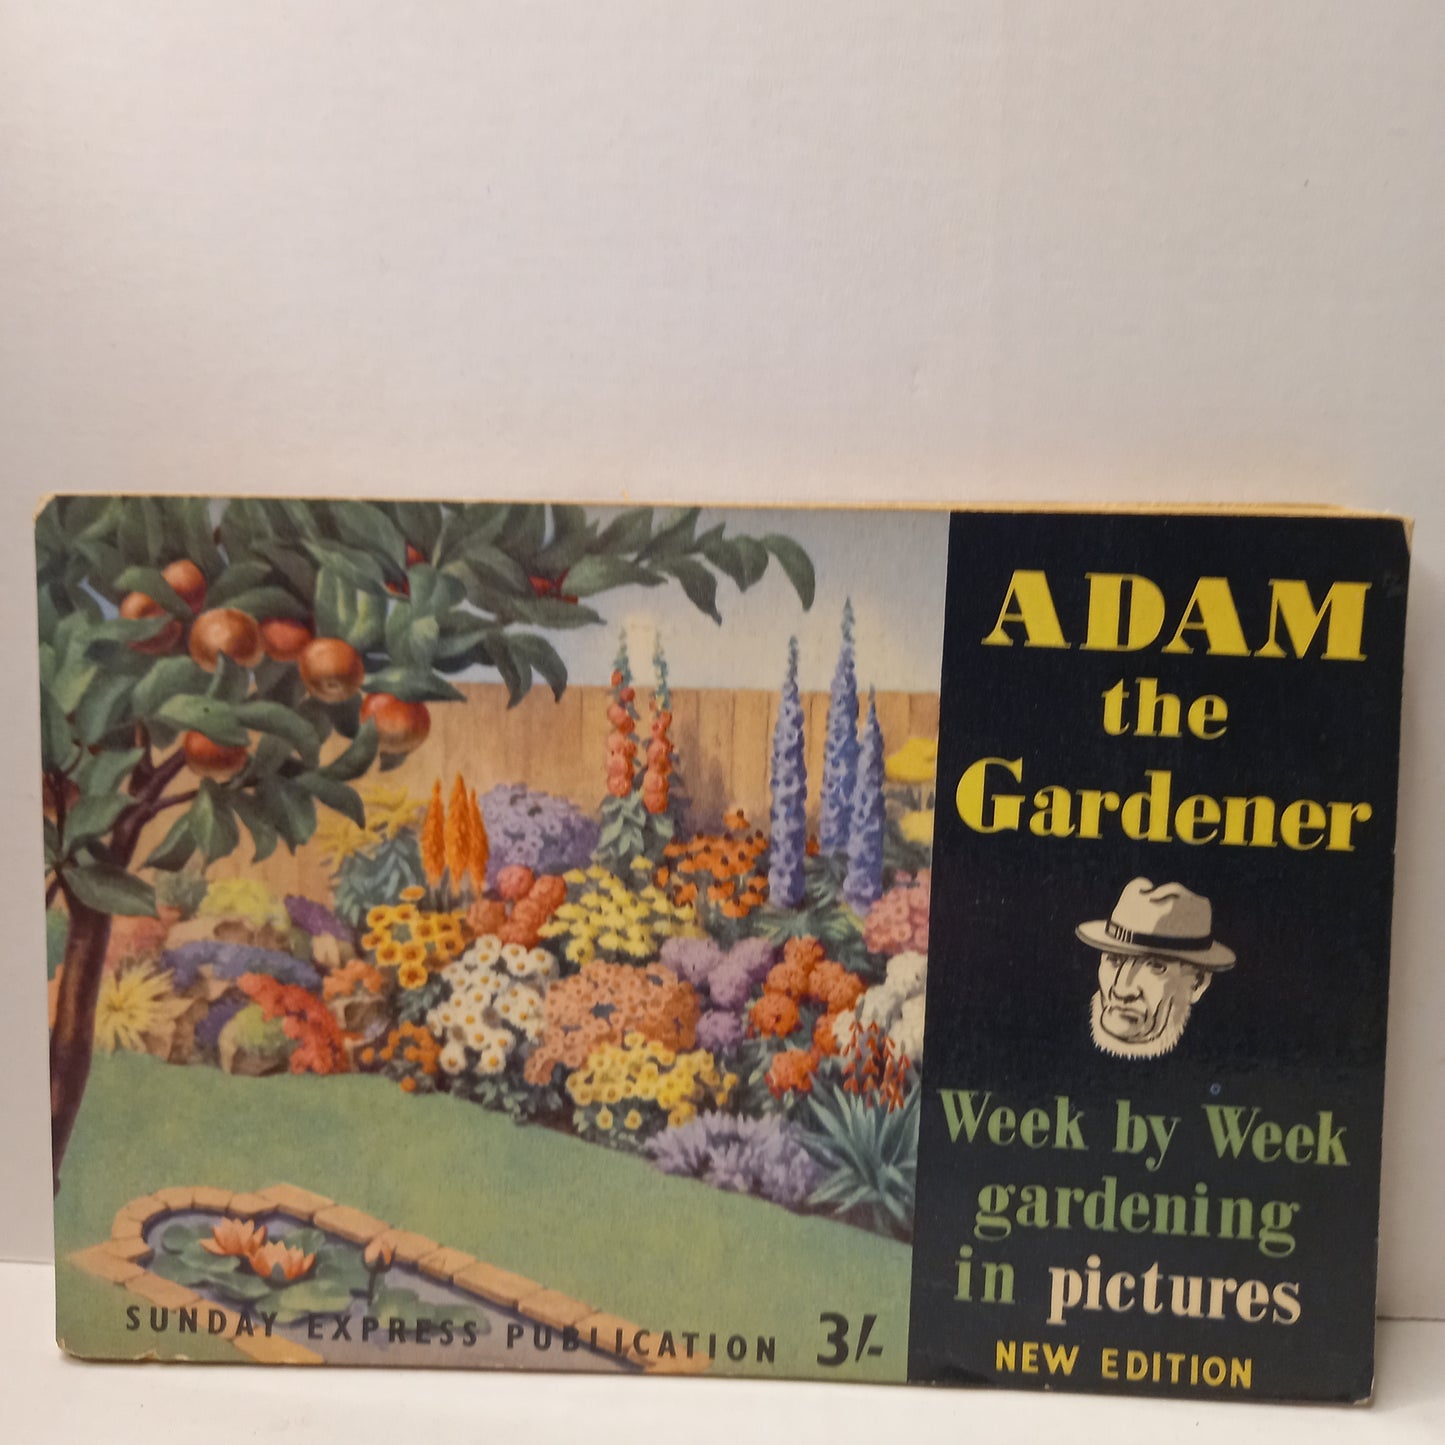 ADAM
the
Gardener
Week by Week
gardening
in pictures
NEW EDITION
SUNDAY EXPRESS PUBLICATION 3/-